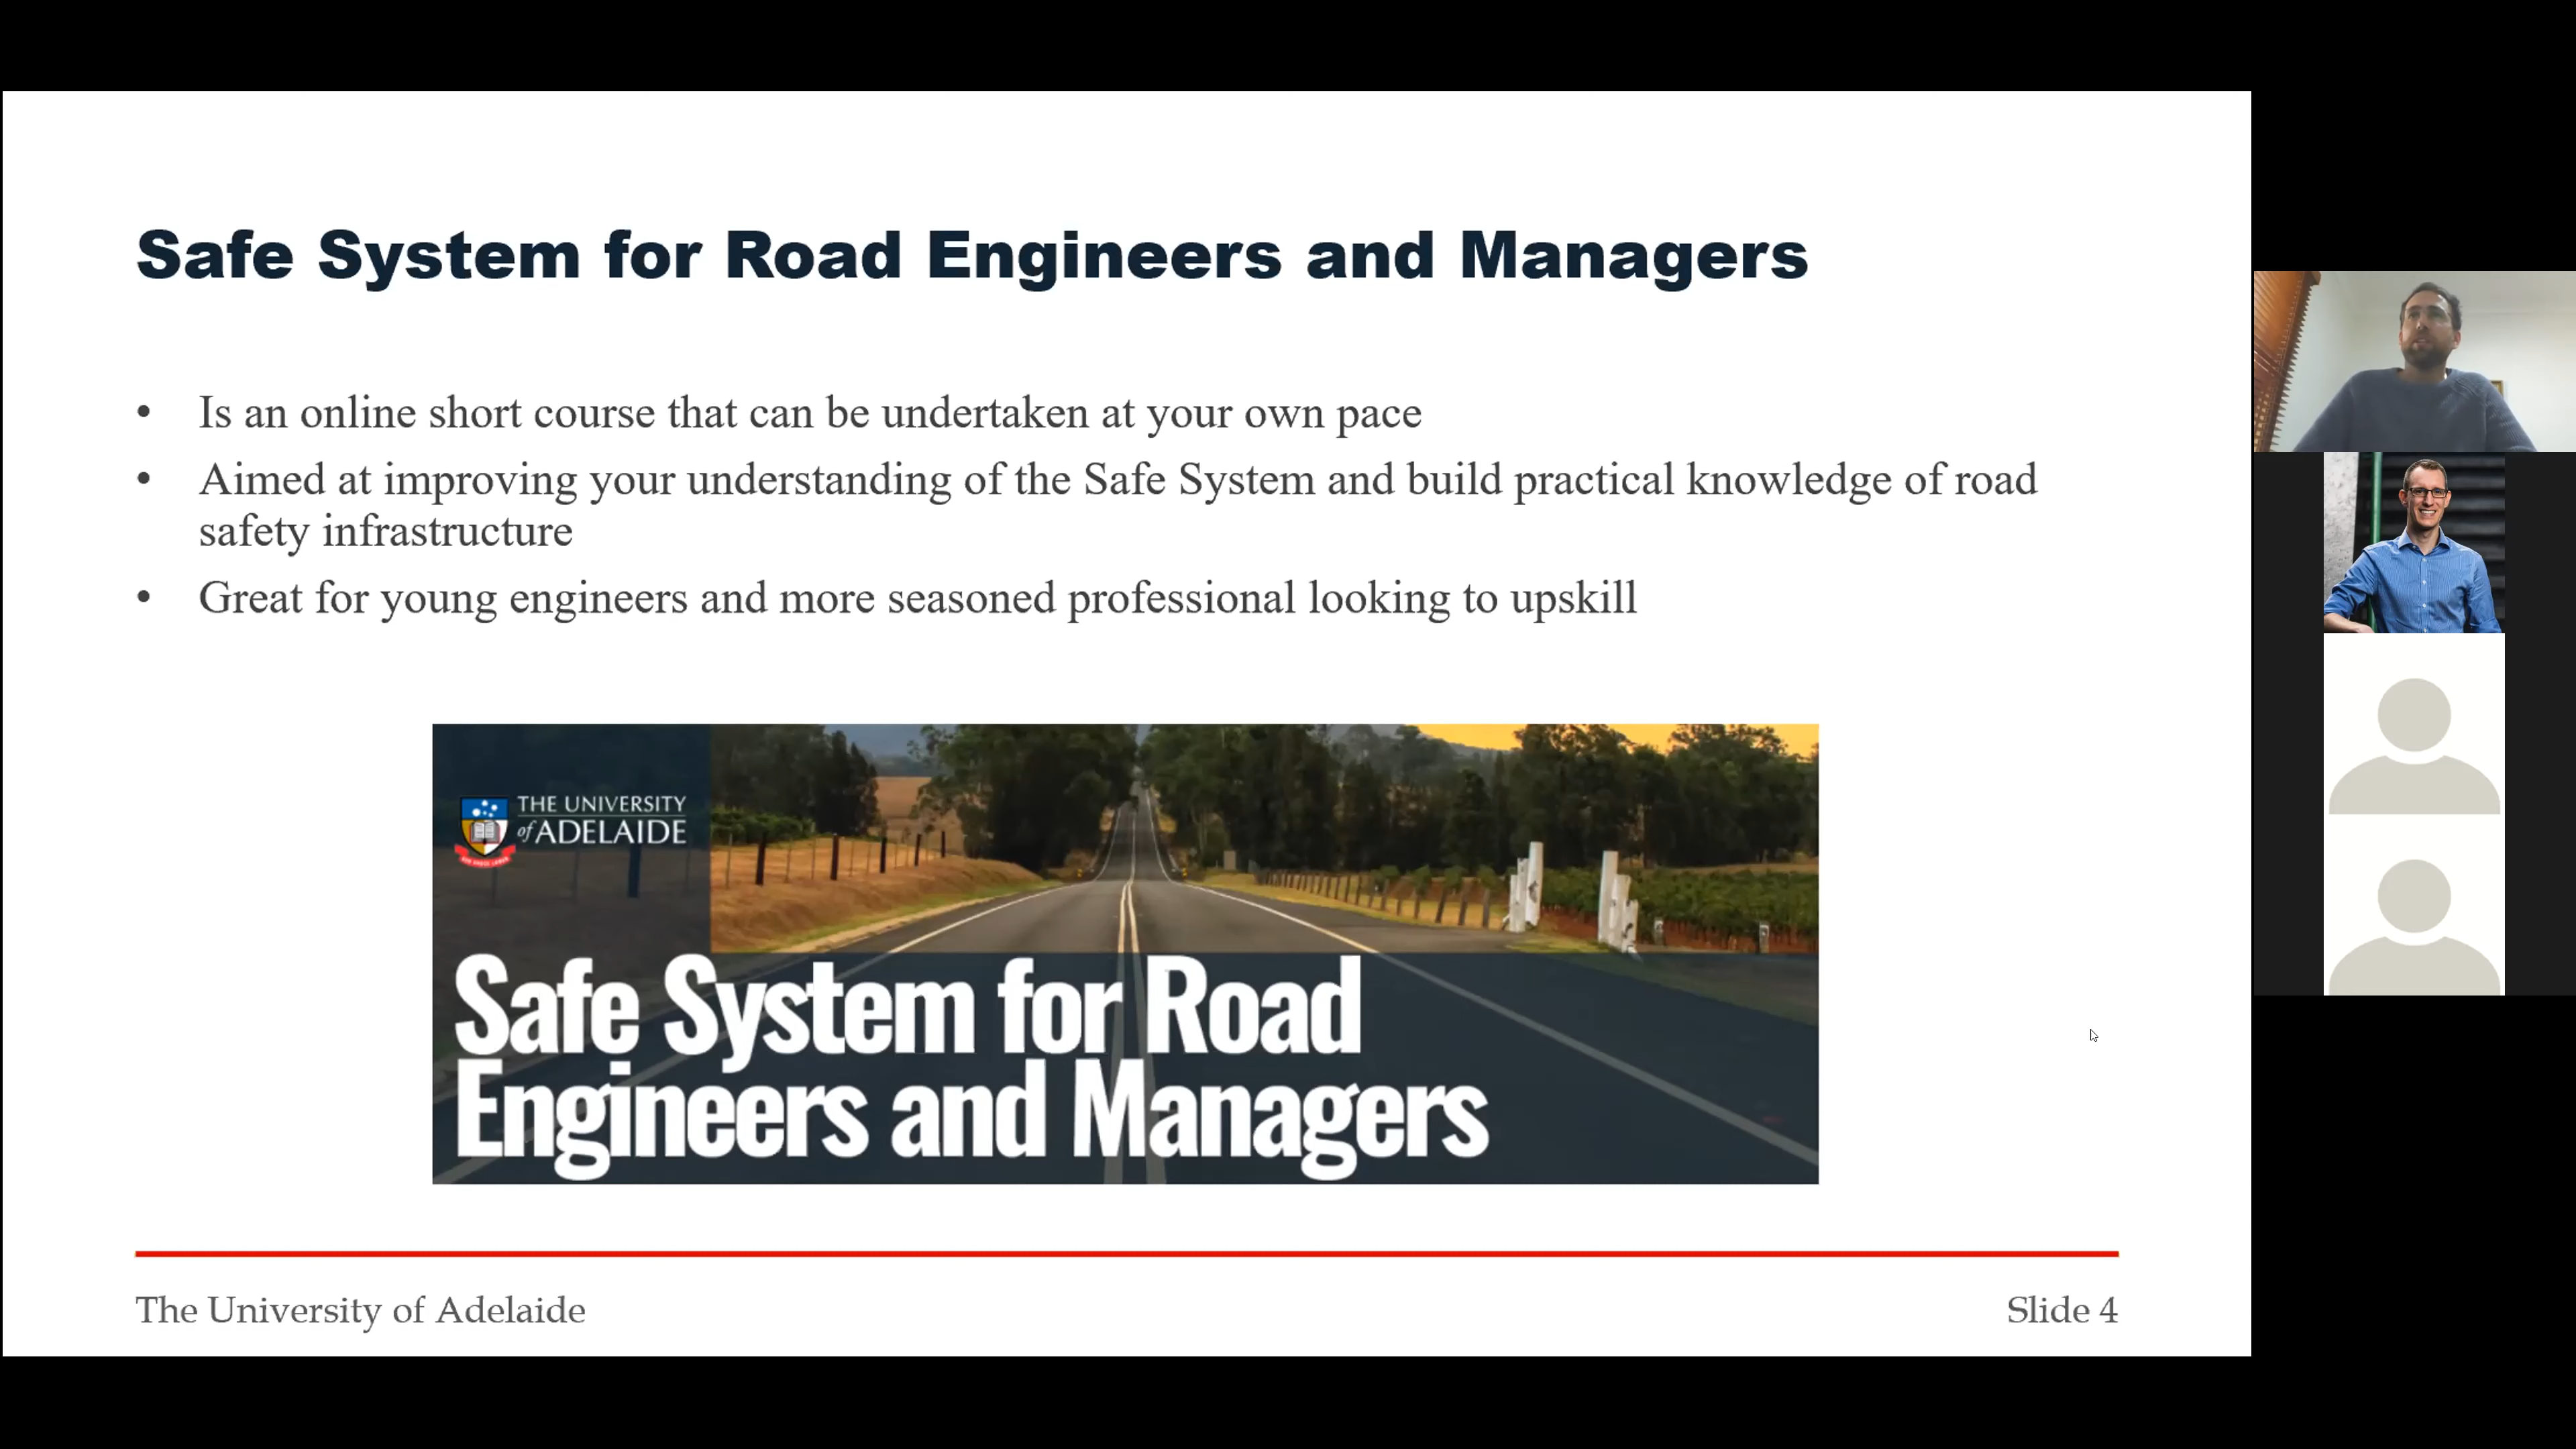 Safe System for Road Engineers and Managers
• Is an online short course that can be undertaken at your own pace
• Aimed at improving your understanding of the Safe System and build practical knowledge of road
safety infrastructure
• Great for young engineers and more seasoned professional looking to upskill
THE UNIVERSITY
of ADELAIDE
Safe System for Road
Engineers and Managers
The University of Adelaide
Slide 4